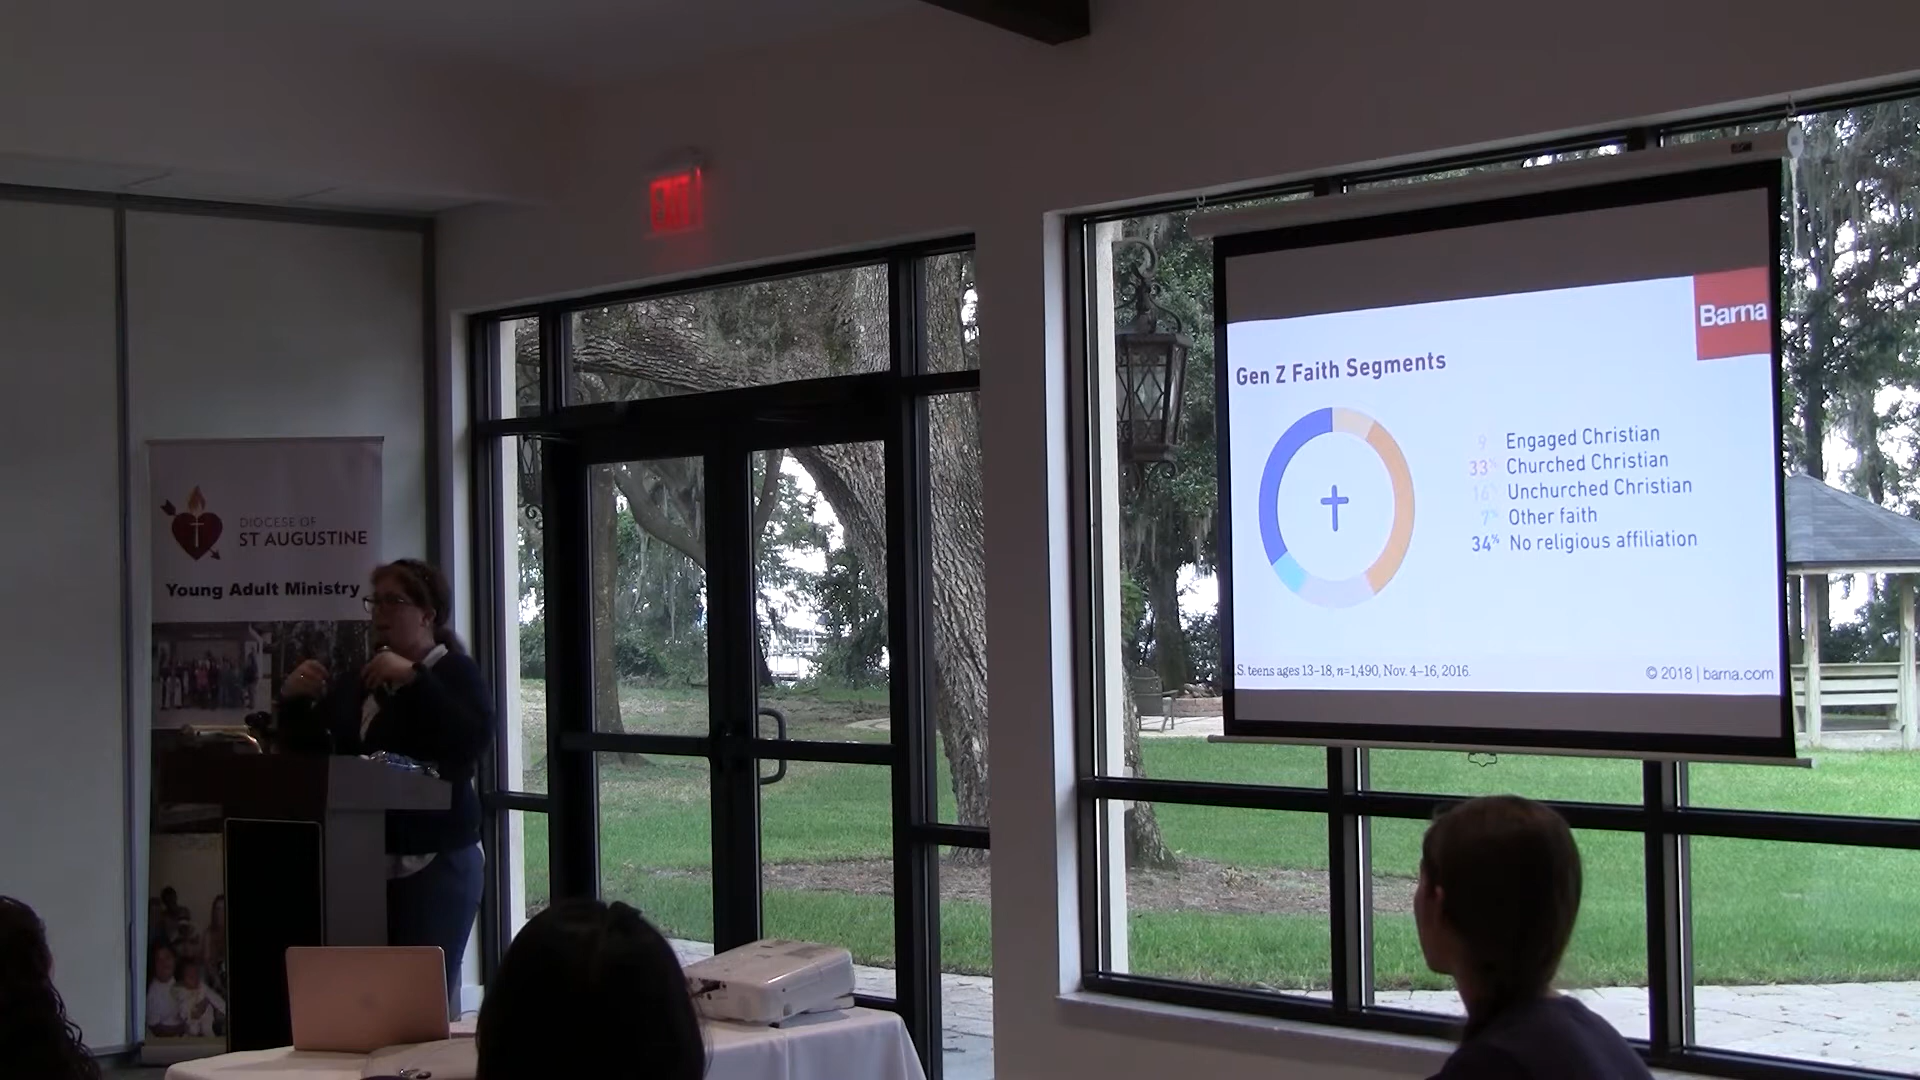 EXIT
DIOCESE OF
ST AUGUSTINE
Young Adult Ministry
Barna
Gen Z Faith Segments
9 Engaged Christian
33% Churched Christian
16% Unchurched Christian
7% Other faith
34% No religious affiliation
.S. teens ages 13–18, n=1,490, Nov. 4–16, 2016.
© 2018 | barna.com